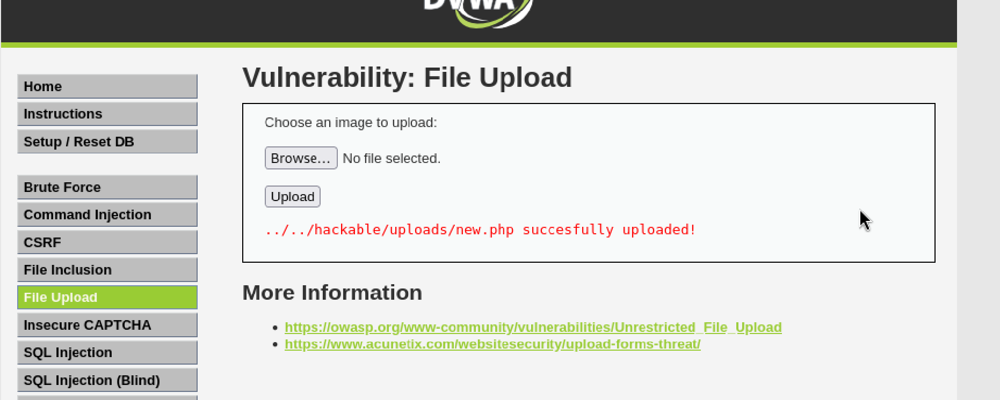 DVWA
Home
Instructions
Setup / Reset DB
Brute Force
Command Injection
CSRF
File Inclusion
File Upload
Insecure CAPTCHA
SQL Injection
SQL Injection (Blind)
Vulnerability: File Upload
Choose an image to upload:
Browse... No file selected.
Upload
../../hackable/uploads/new.php succesfully uploaded!
More Information
https://owasp.org/www-community/vulnerabilities/Unrestricted_File_Upload
https://www.acunetix.com/websitesecurity/upload-forms-threat/